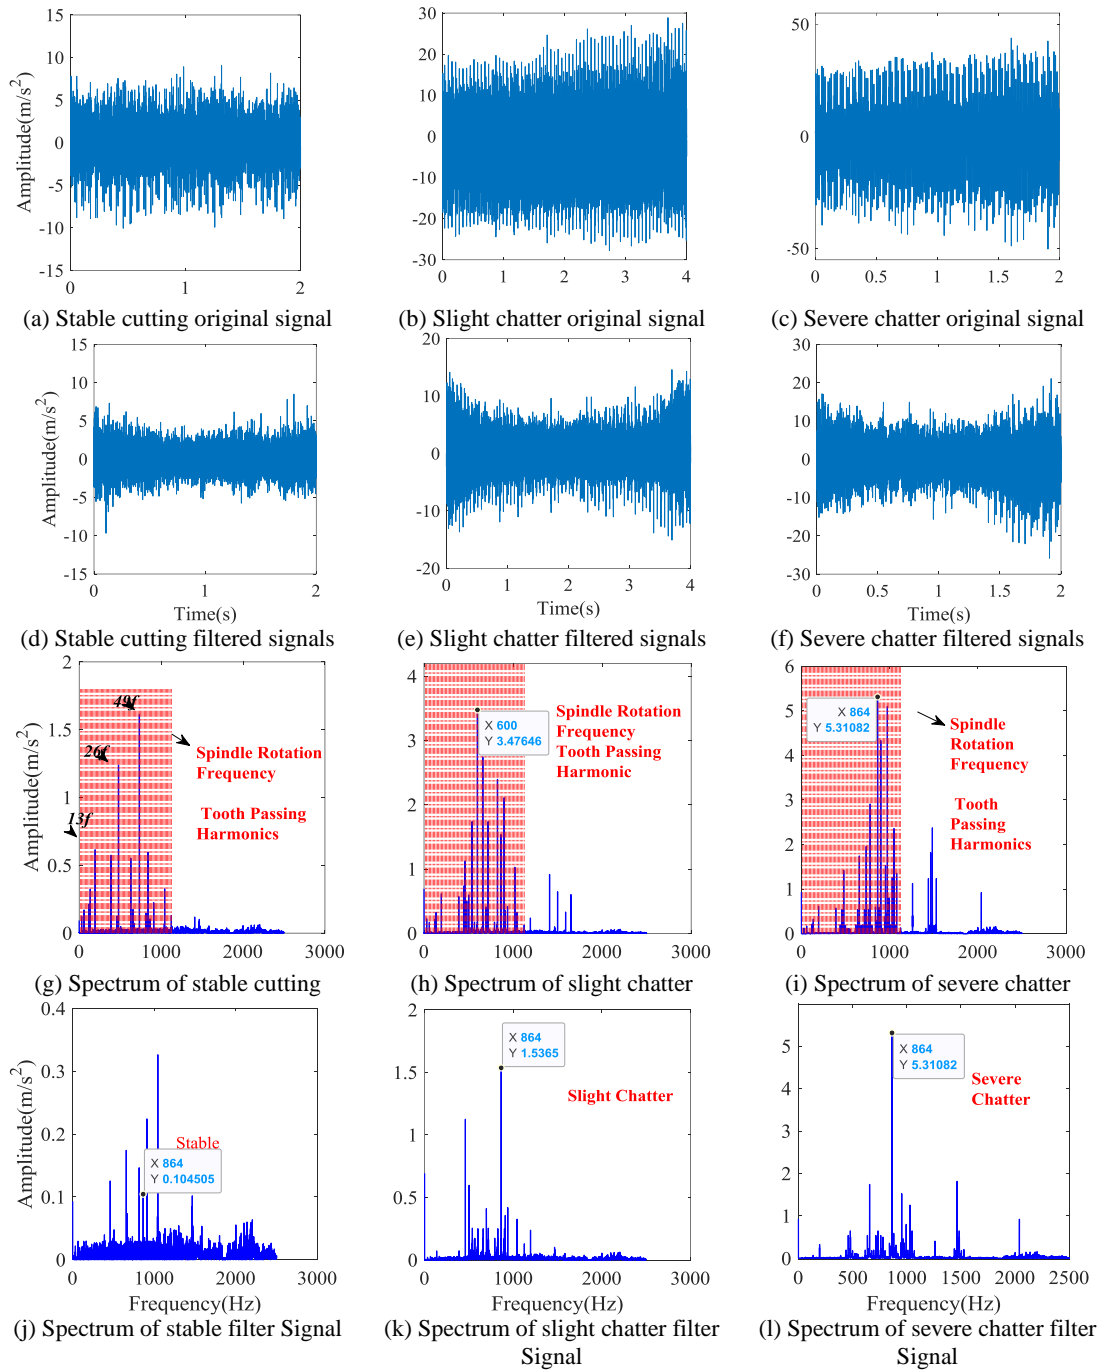 15
10
5
0
-5
-10
-15
Amplitude(m/s²)
0
1
2
(a) Stable cutting original signal
30
20
10
0
-10
-20
-30
0
1
2
3
4
(b) Slight chatter original signal
50
0
-50
0
0.5
1
1.5
2
(c) Severe chatter original signal
15
10
5
0
-5
-10
-15
Amplitude(m/s²)
0
1
2
Time(s)
(d) Stable cutting filtered signals
20
10
0
-10
-20
0
1
2
3
4
Time(s)
(e) Slight chatter filtered signals
30
20
10
0
-10
-20
-30
0
0.5
1
1.5
2
Time(s)
(f) Severe chatter filtered signals
2
1.5
1
0.5
0
Amplitude(m/s²)
49f
26f
13f
Spindle Rotation
Frequency
Tooth Passing
Harmonics
0
1000
2000
3000
(g) Spectrum of stable cutting
4
3
2
1
0
X 600
Y 3.47646
Spindle Rotation
Frequency
Tooth Passing
Harmonic
0
1000
2000
3000
(h) Spectrum of slight chatter
6
5
4
3
2
1
0
X 864
Y 5.31082
Spindle
Rotation
Frequency
Tooth
Passing
Harmonics
0
1000
2000
3000
(i) Spectrum of severe chatter
0.4
0.3
0.2
0.1
0
Amplitude(m/s²)
Stable
X 864
Y 0.104505
0
1000
2000
3000
Frequency(Hz)
(j) Spectrum of stable filter Signal
2
1.5
1
0.5
0
X 864
Y 1.5365
Slight Chatter
0
1000
2000
3000
Frequency(Hz)
(k) Spectrum of slight chatter filter
Signal
5
4
3
2
1
0
X 864
Y 5.31082
Severe
Chatter
0
500
1000
1500
2000
2500
Frequency(Hz)
(l) Spectrum of severe chatter filter
Signal